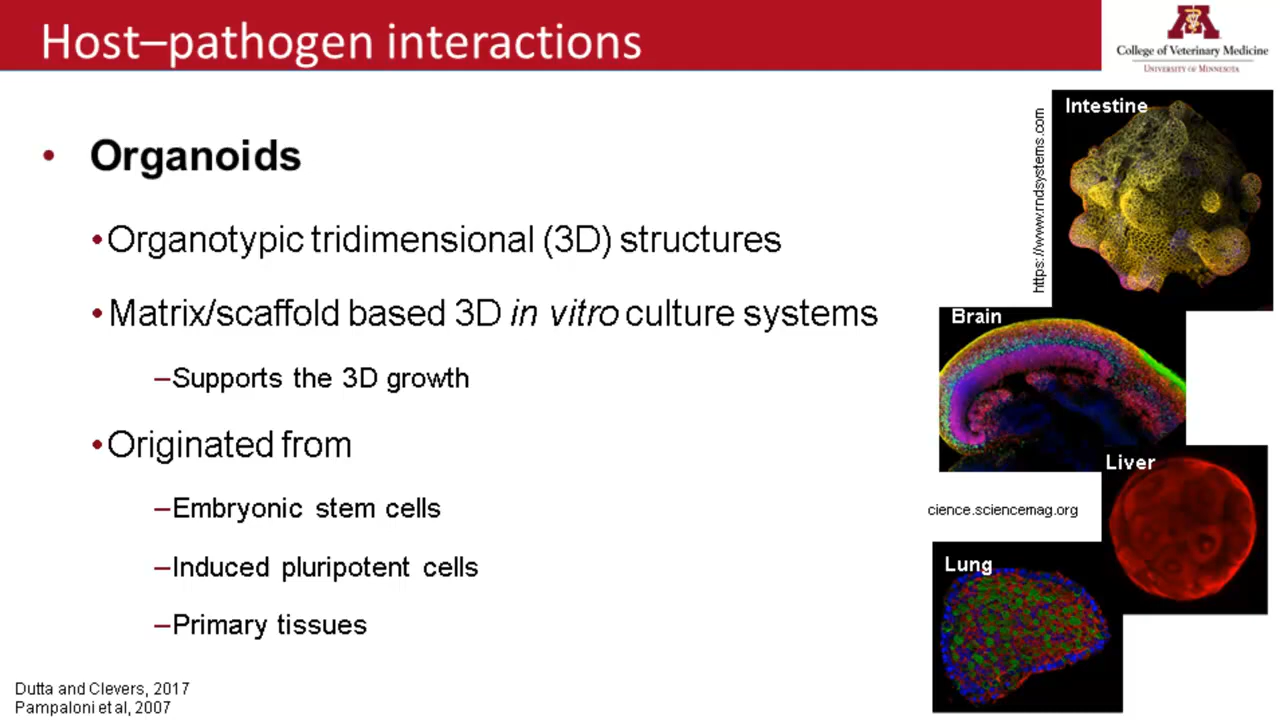 Host–pathogen interactions
M
College of Veterinary Medicine
UNIVERSITY OF MINNESOTA
• Organoids
•Organotypic tridimensional (3D) structures
•Matrix/scaffold based 3D in vitro culture systems
–Supports the 3D growth
•Originated from
–Embryonic stem cells
–Induced pluripotent cells
–Primary tissues
Dutta and Clevers, 2017
Pampaloni et al, 2007
Intestine
https://www.rndsystems.com
Brain
Liver
cience.sciencemag.org
Lung